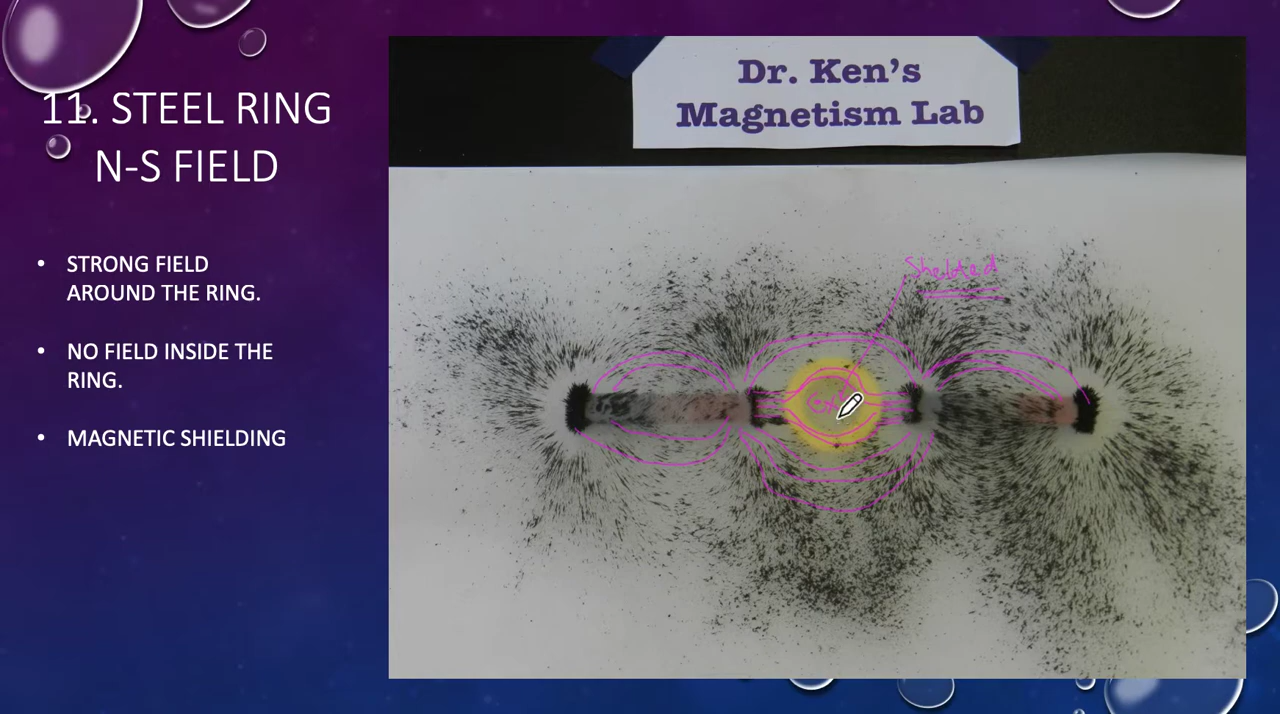 11. STEEL RING
N-S FIELD
• STRONG FIELD
AROUND THE RING.
• NO FIELD INSIDE THE
RING.
• MAGNETIC SHIELDING
Dr. Ken's
Magnetism Lab